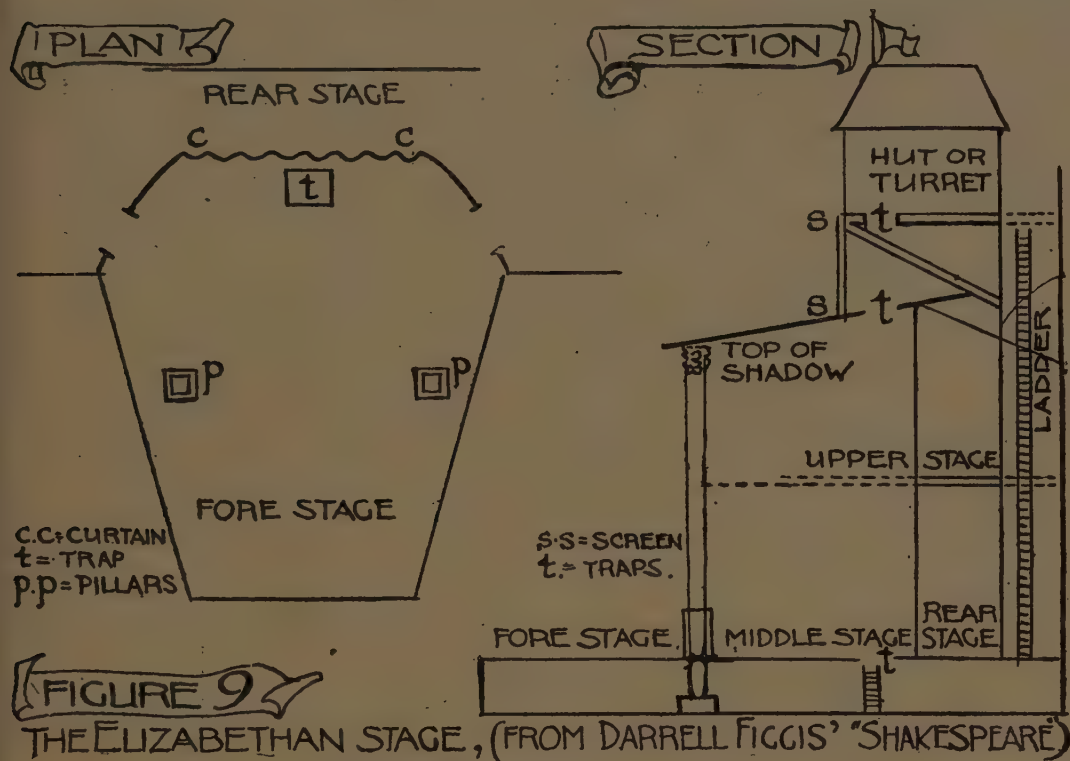 PLAN
REAR STAGE
c c
t
p p
FORE STAGE
C.C=CURTAIN
t=TRAP
p.p=PILLARS
SECTION
HUT OR
TURRET
s t
s t
TOP OF
SHADOW
LADDER
UPPER STAGE
S.S=SCREEN
t.=TRAPS.
FORE STAGE. MIDDLE STAGE REAR
STAGE
t
FIGURE 9
THE ELIZABETHAN STAGE, (FROM DARRELL FIGGIS' "SHAKESPEARE")